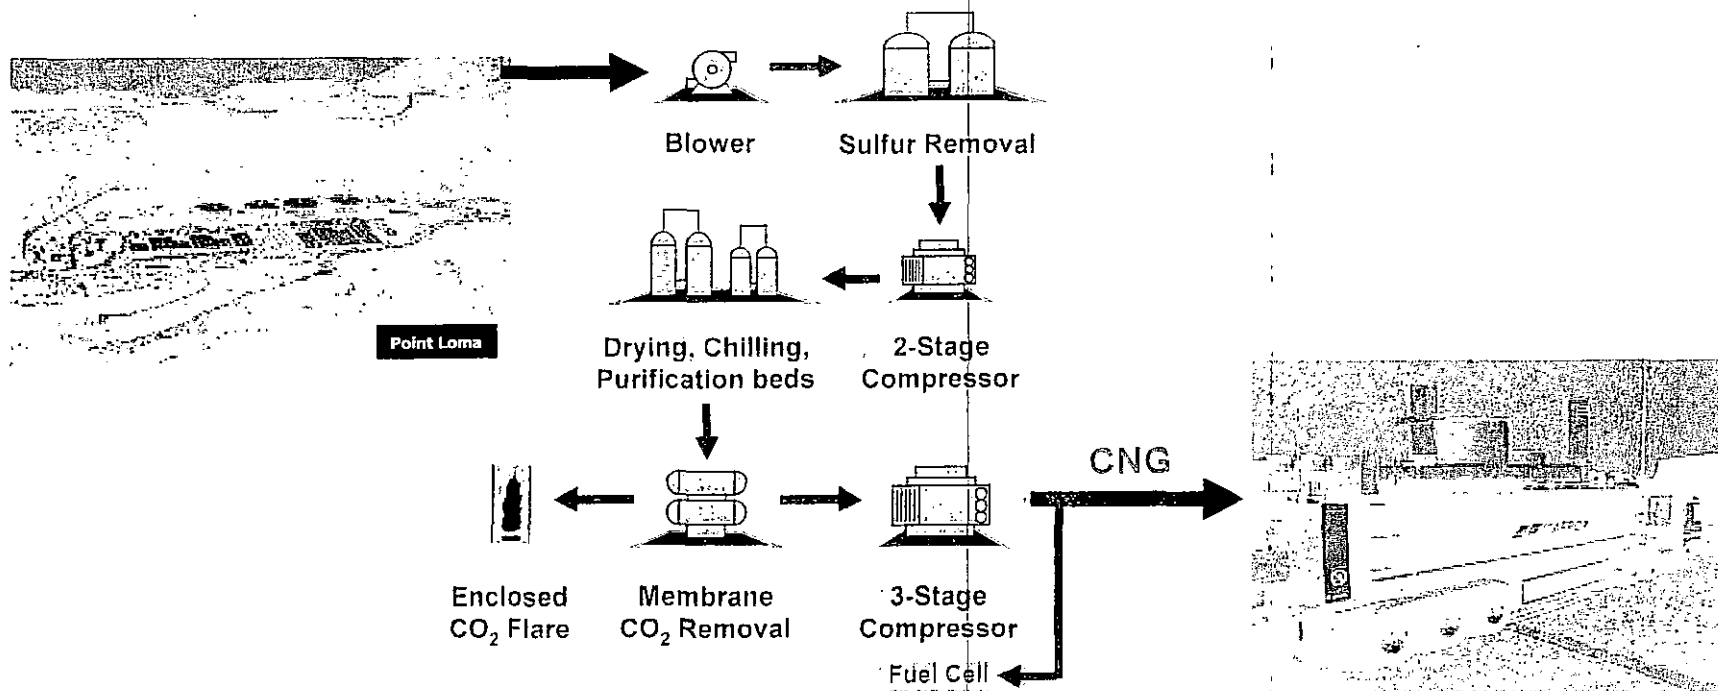 Blower
Sulfur Removal
Point Loma
Drying, Chilling,
Purification beds
2-Stage
Compressor
CNG
Enclosed
CO₂ Flare
Membrane
CO₂ Removal
3-Stage
Compressor
Fuel Cell